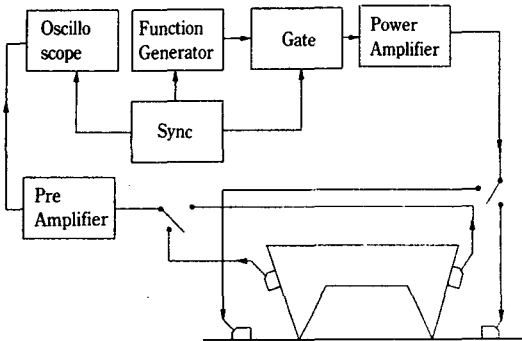 Oscillo
scope
Function
Generator
Gate
Power
Amplifier
Sync
Pre
Amplifier